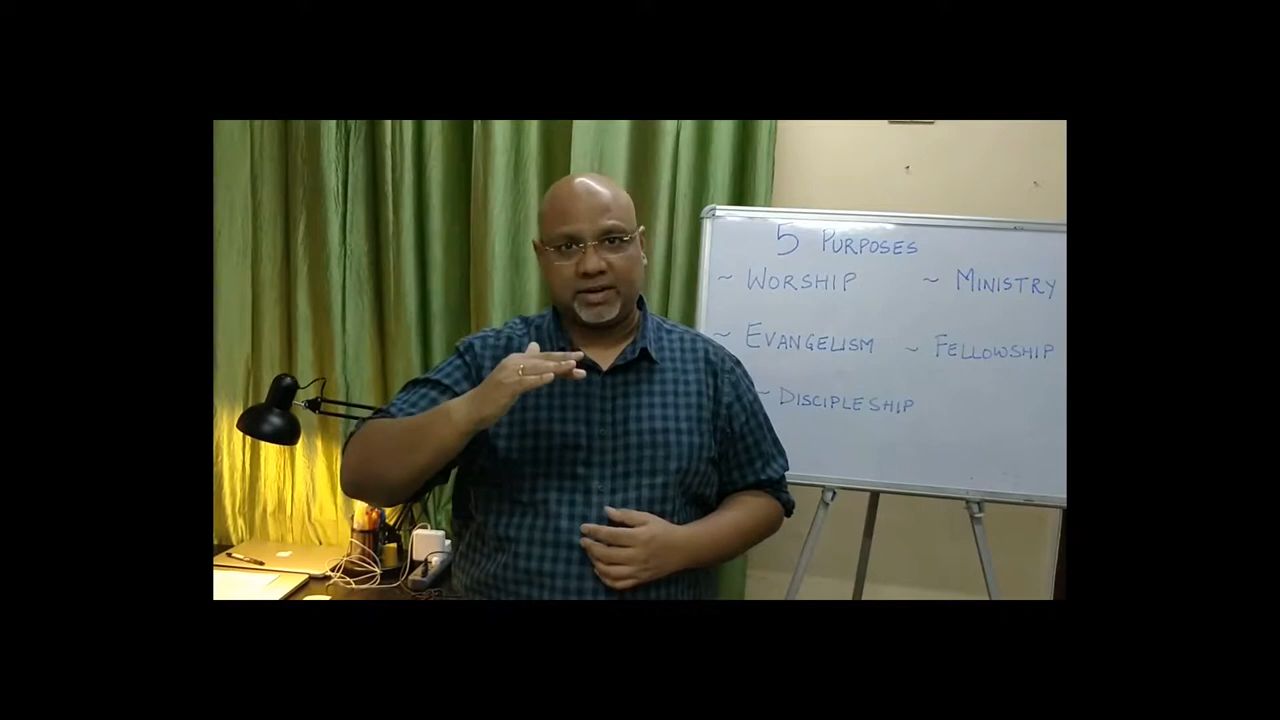 5 PURPOSES
~ WORSHIP ~ MINISTRY
~ EVANGELISM ~ FELLOWSHIP
~ DISCIPLESHIP